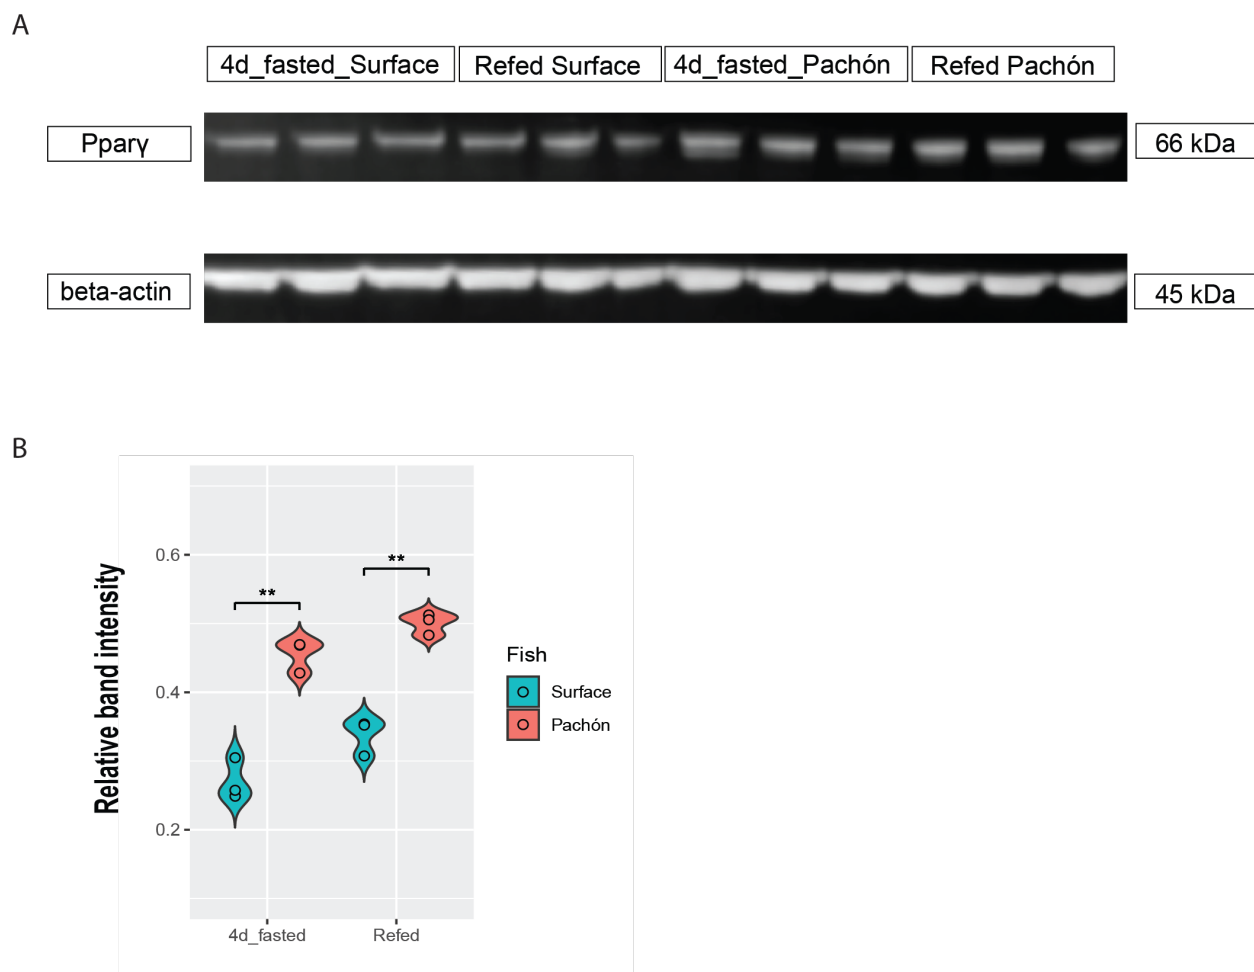 A
4d_fasted_Surface
Refed Surface
4d_fasted_Pachón
Refed Pachón
Pparγ
66 kDa
beta-actin
45 kDa
B
Relative band intensity
0.6
0.4
0.2
**
**
4d_fasted
Refed
Fish
Surface
Pachón